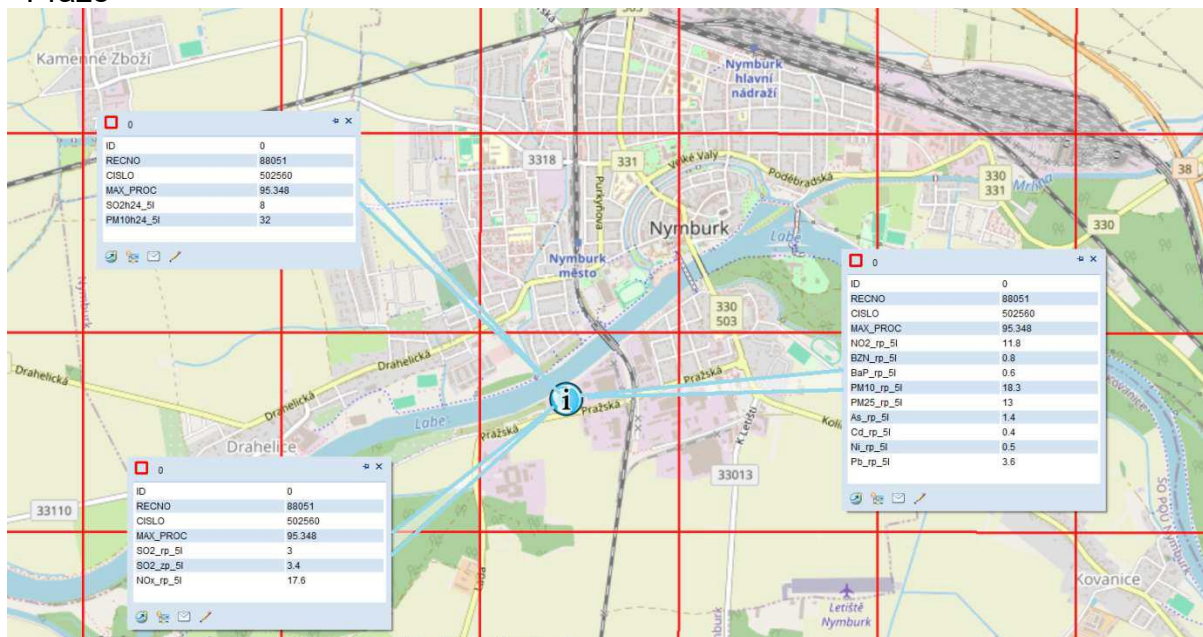 Kamenné Zboží
Nymburk
hlavní
nádraží
0
ID 0
RECNO 88051
CISLO 502560
MAX_PROC 95.348
SO2h24_5l 8
PM10h24_5l 32
3318
331
Velké Valy
Poděbradská
330
331
Mrlina
38
330
Purkyňova
Nymburk
Labe
Nymburk
město
Nymburk
330
503
0
ID 0
RECNO 88051
CISLO 502560
MAX_PROC 95.348
NO2_rp_5l 11.8
BZN_rp_5l 0.8
BaP_rp_5l 0.6
PM10_rp_5l 18.3
PM25_rp_5l 13
As_rp_5l 1.4
Cd_rp_5l 0.4
Ni_rp_5l 0.5
Pb_rp_5l 3.6
Drahelická
Drahelická
Drahelická
Pražská
Pražská
Pražská
Labe
Drahelice
K Letišti
Kovanická
33013
33110
0
ID 0
RECNO 88051
CISLO 502560
MAX_PROC 95.348
SO2_rp_5l 3
SO2_zp_5l 3.4
NOx_rp_5l 17.6
SO POÚ Nymburk
Kovanice
Letiště
Nymburk